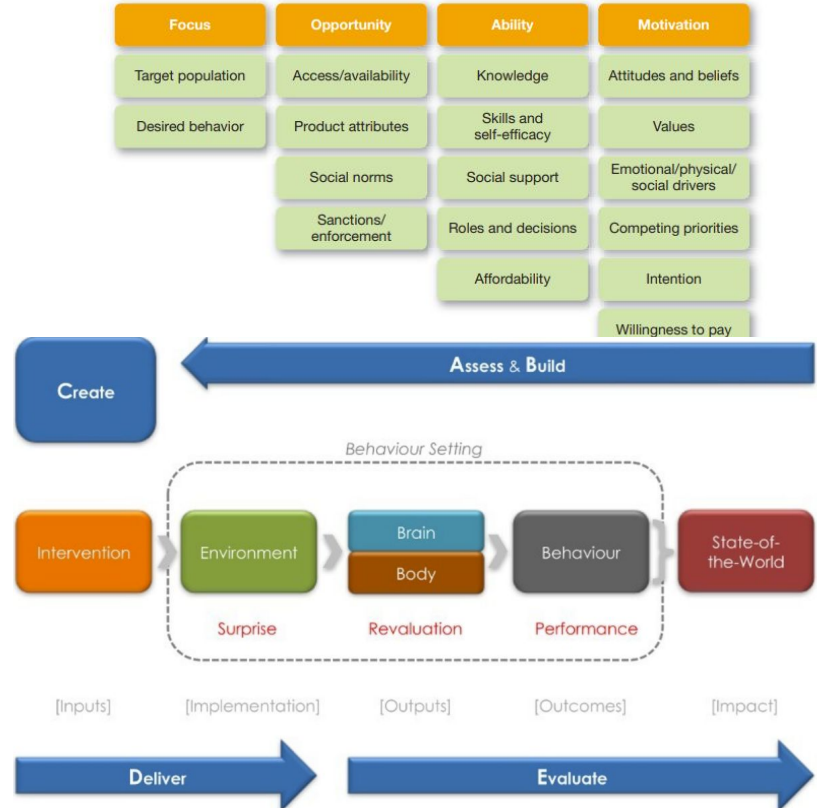 Focus
Opportunity
Ability
Motivation
Target population
Access/availability
Knowledge
Attitudes and beliefs
Desired behavior
Product attributes
Skills and
self-efficacy
Values
Social norms
Social support
Emotional/physical/
social drivers
Sanctions/
enforcement
Roles and decisions
Competing priorities
Affordability
Intention
Willingness to pay
Create
Assess & Build
Behaviour Setting
Intervention
Environment
Brain
Body
Behaviour
State-of-
the-World
Surprise
Revaluation
Performance
[Inputs]
[Implementation]
[Outputs]
[Outcomes]
[Impact]
Deliver
Evaluate